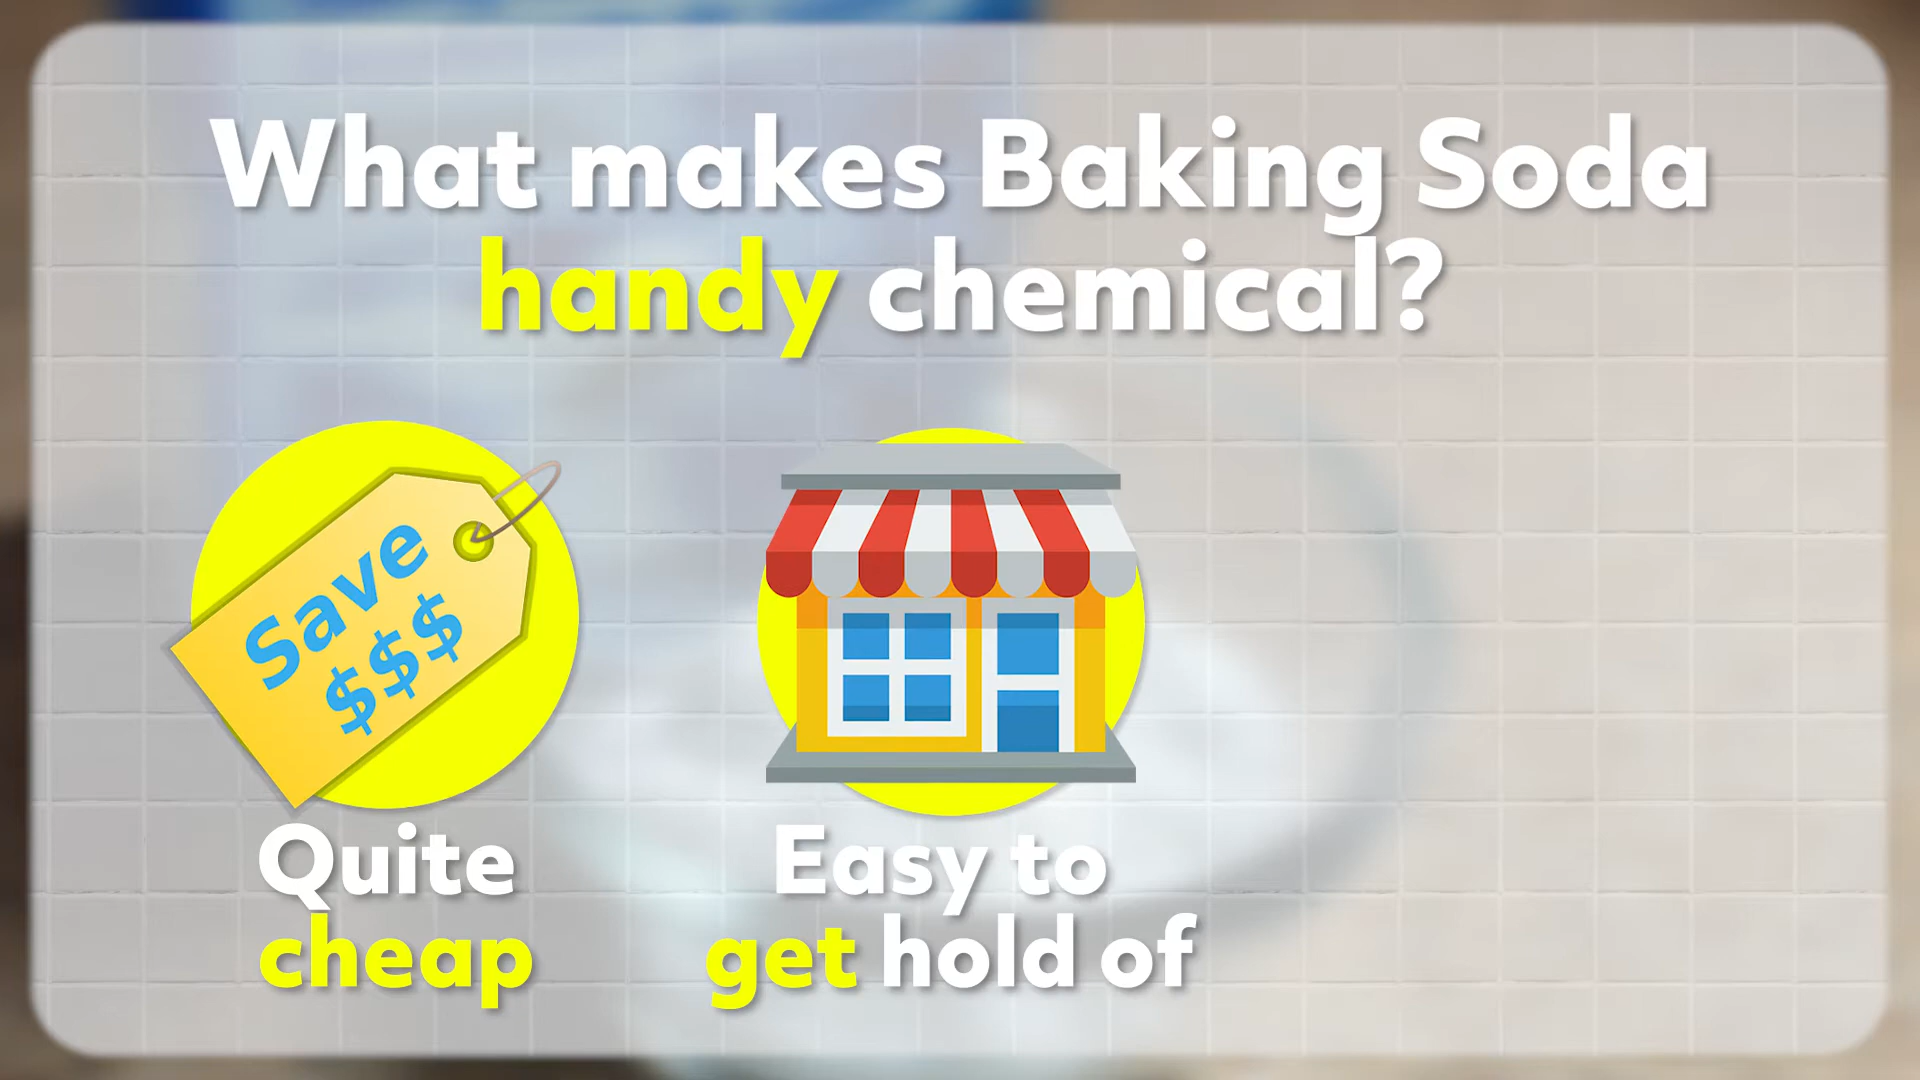 What makes Baking Soda
handy chemical?
Save
$$$
Quite
cheap
Easy to
get hold of